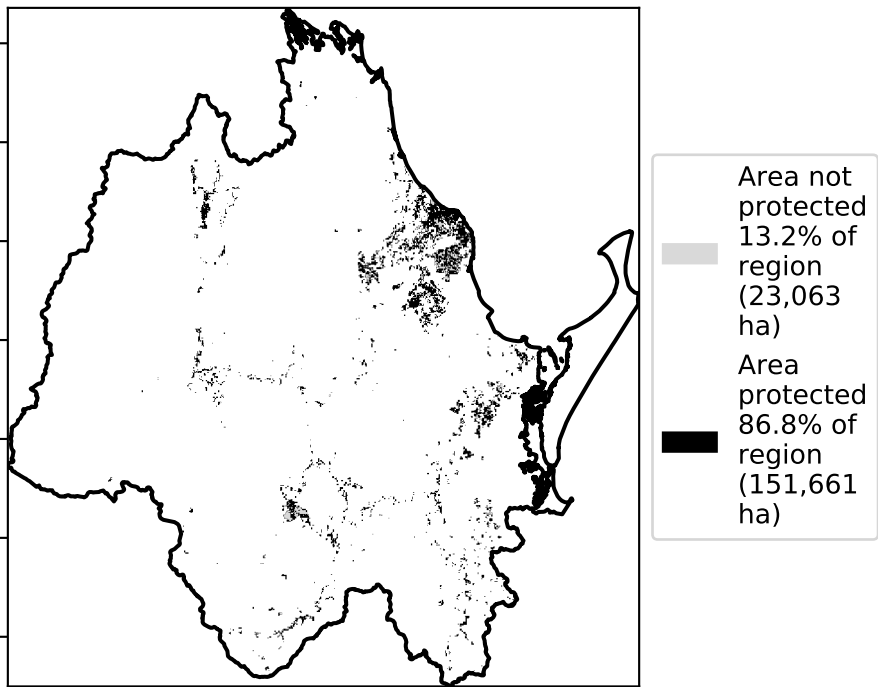 Area not
protected
13.2% of
region
(23,063
ha)
Area
protected
86.8% of
region
(151,661
ha)